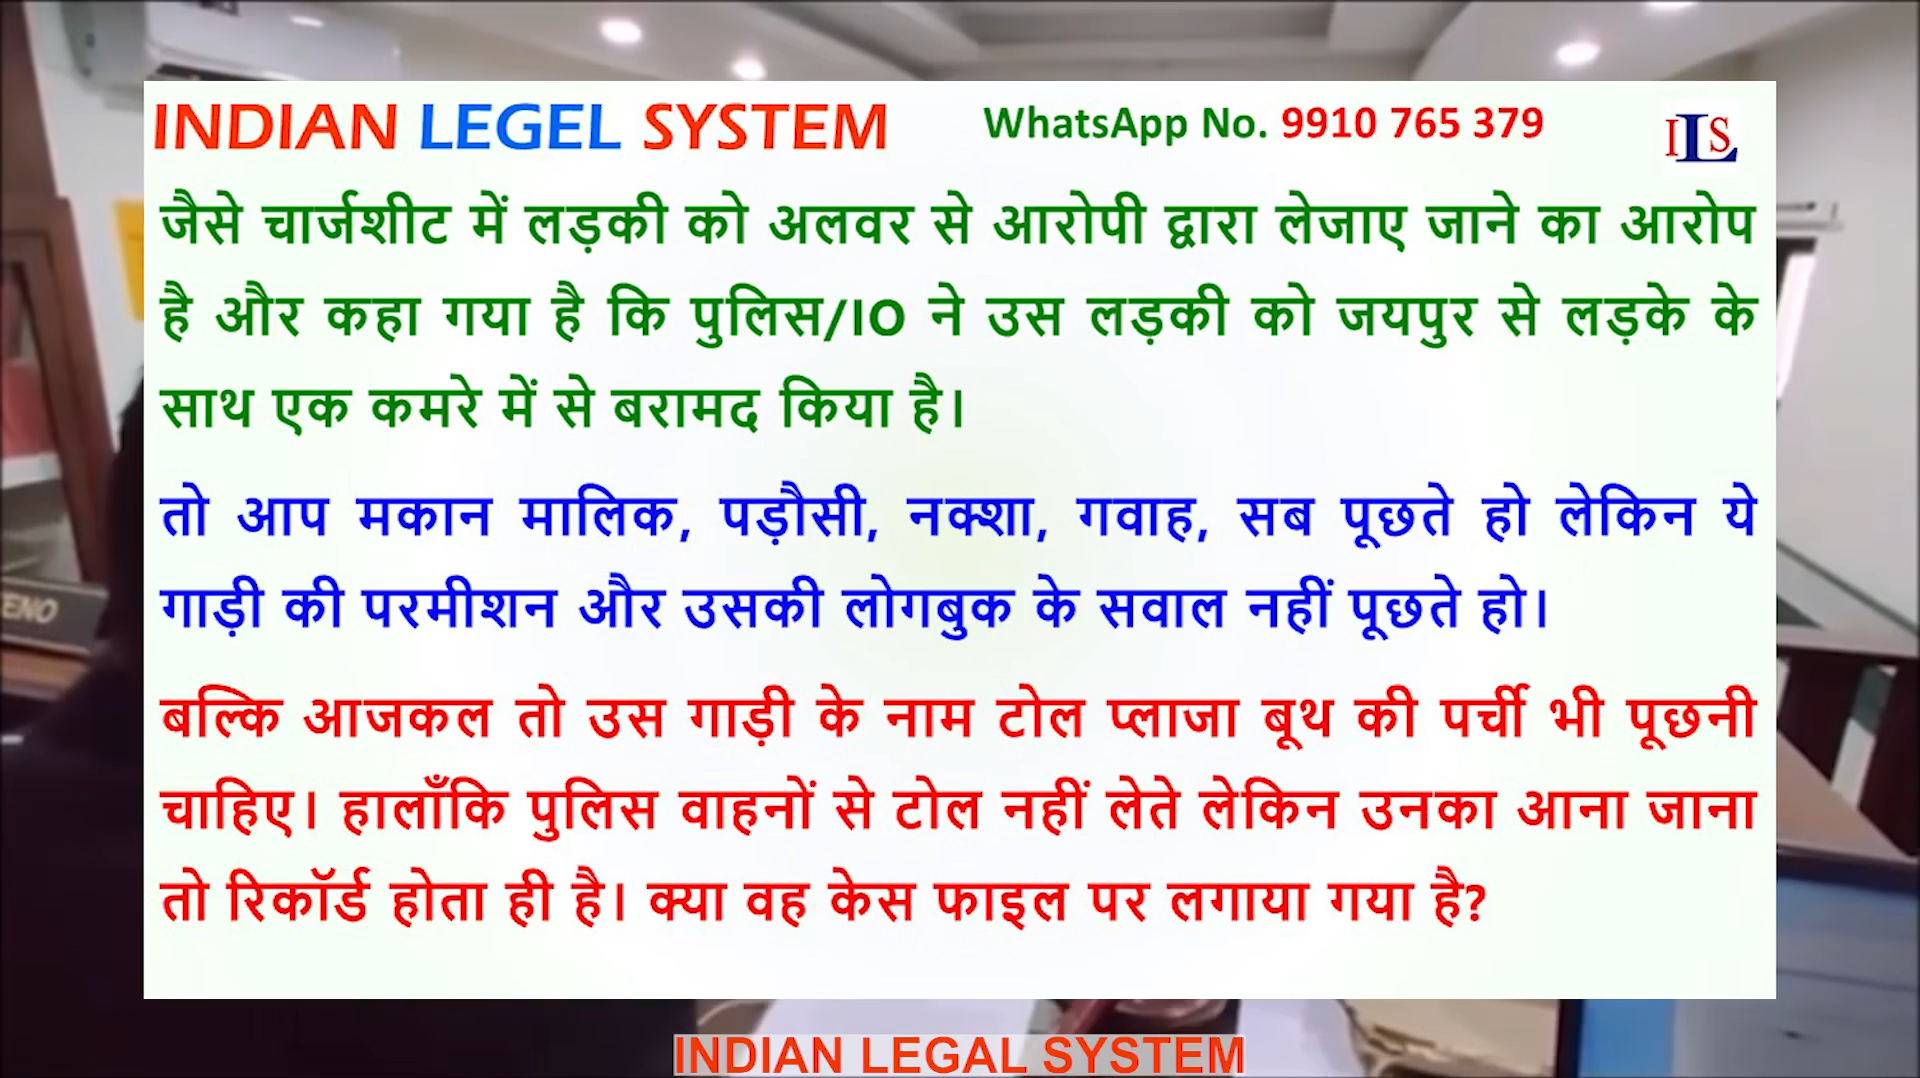 INDIAN LEGEL SYSTEM WhatsApp No. 9910 765 379 ILS
जैसे चार्जशीट में लड़की को अलवर से आरोपी द्वारा लेजाए जाने का आरोप
है और कहा गया है कि पुलिस/IO ने उस लड़की को जयपुर से लड़के के
साथ एक कमरे में से बरामद किया है।
तो आप मकान मालिक, पड़ौसी, नक्शा, गवाह, सब पूछते हो लेकिन ये
गाड़ी की परमीशन और उसकी लोगबुक के सवाल नहीं पूछते हो।
ENO
बल्कि आजकल तो उस गाड़ी के नाम टोल प्लाजा बूथ की पर्ची भी पूछनी
चाहिए। हालाँकि पुलिस वाहनों से टोल नहीं लेते लेकिन उनका आना जाना
तो रिकॉर्ड होता ही है। क्या वह केस फाइल पर लगाया गया है?
INDIAN LEGAL SYSTEM